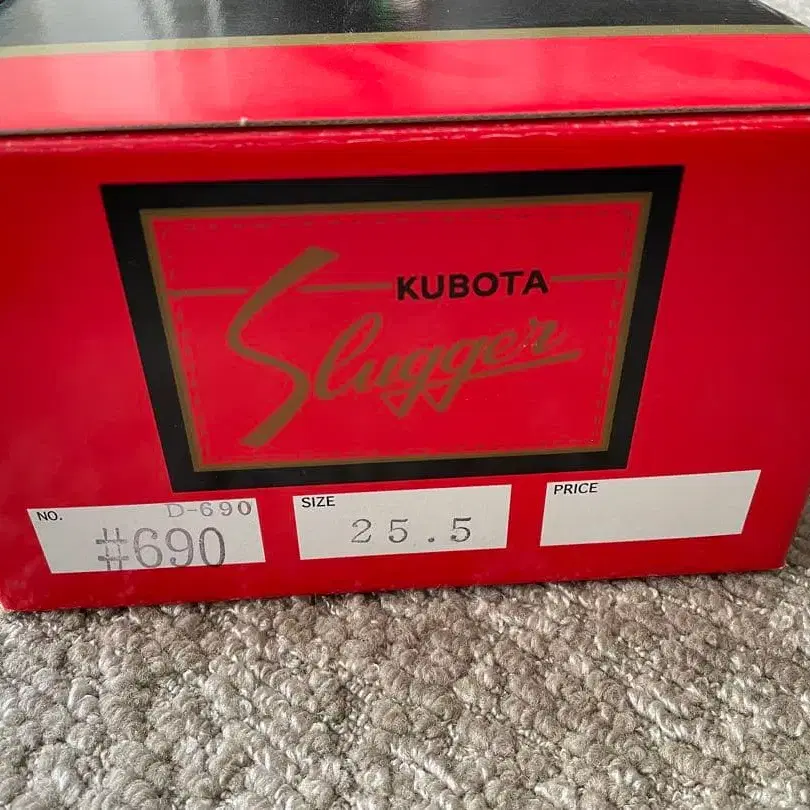 KUBOTA
Slugger
NO.
D-690
#690
SIZE
25.5
PRICE